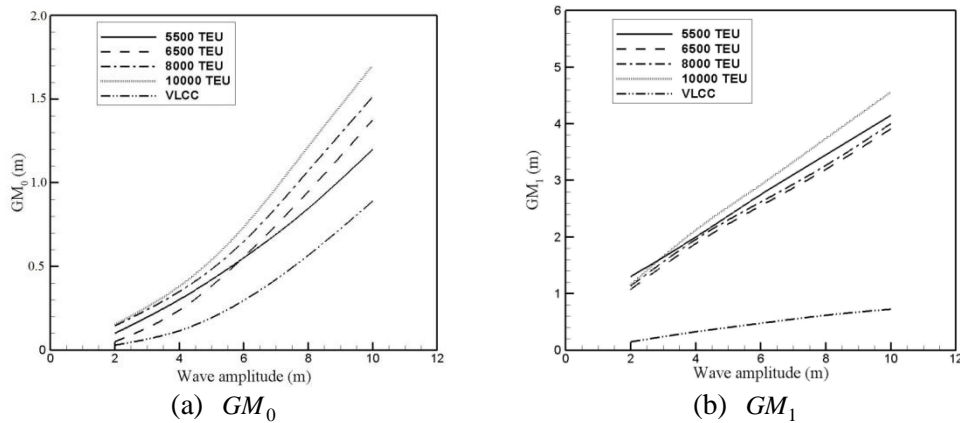 2.0
5500 TEU
6500 TEU
8000 TEU
10000 TEU
VLCC
1.5
1.0
0.5
0
GM0 (m)
0 2 4 6 8 10 12
Wave amplitude (m)
(a) GM0
6
5500 TEU
6500 TEU
8000 TEU
10000 TEU
VLCC
5
4
3
2
1
0
GM1 (m)
0 2 4 6 8 10 12
Wave amplitude (m)
(b) GM1